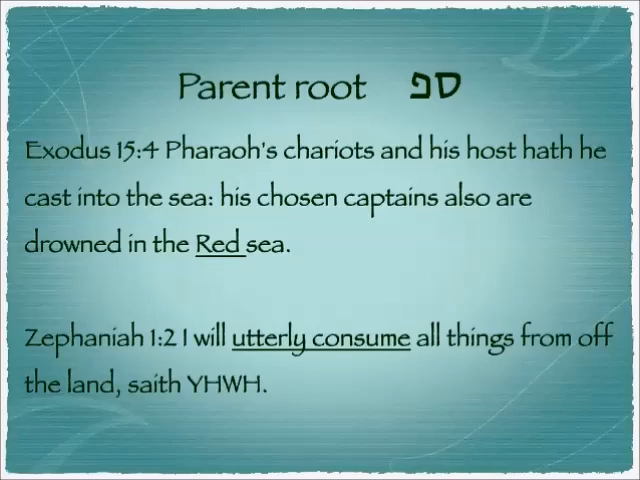 Parent root ספ
Exodus 15:4 Pharaoh's chariots and his host hath he
cast into the sea: his chosen captains also are
drowned in the Red sea.
Zephaniah 1:2 I will utterly consume all things from off
the land, saith YHWH.